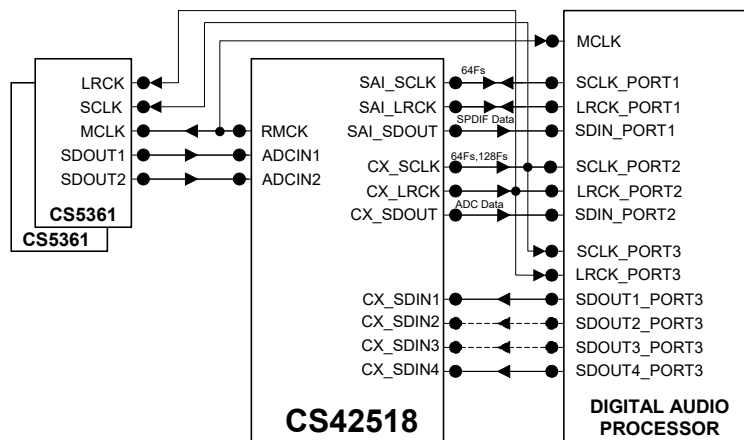 LRCK
SCLK
MCLK
SDOUT1
SDOUT2
CS5361
CS5361
RMCK
ADCIN1
ADCIN2
SAI_SCLK
SAI_LRCK
SAI_SDOUT
CX_SCLK
CX_LRCK
CX_SDOUT
CX_SDIN1
CX_SDIN2
CX_SDIN3
CX_SDIN4
CS42518
64Fs
SPDIF Data
64Fs,128Fs
ADC Data
MCLK
SCLK_PORT1
LRCK_PORT1
SDIN_PORT1
SCLK_PORT2
LRCK_PORT2
SDIN_PORT2
SCLK_PORT3
LRCK_PORT3
SDOUT1_PORT3
SDOUT2_PORT3
SDOUT3_PORT3
SDOUT4_PORT3
DIGITAL AUDIO
PROCESSOR